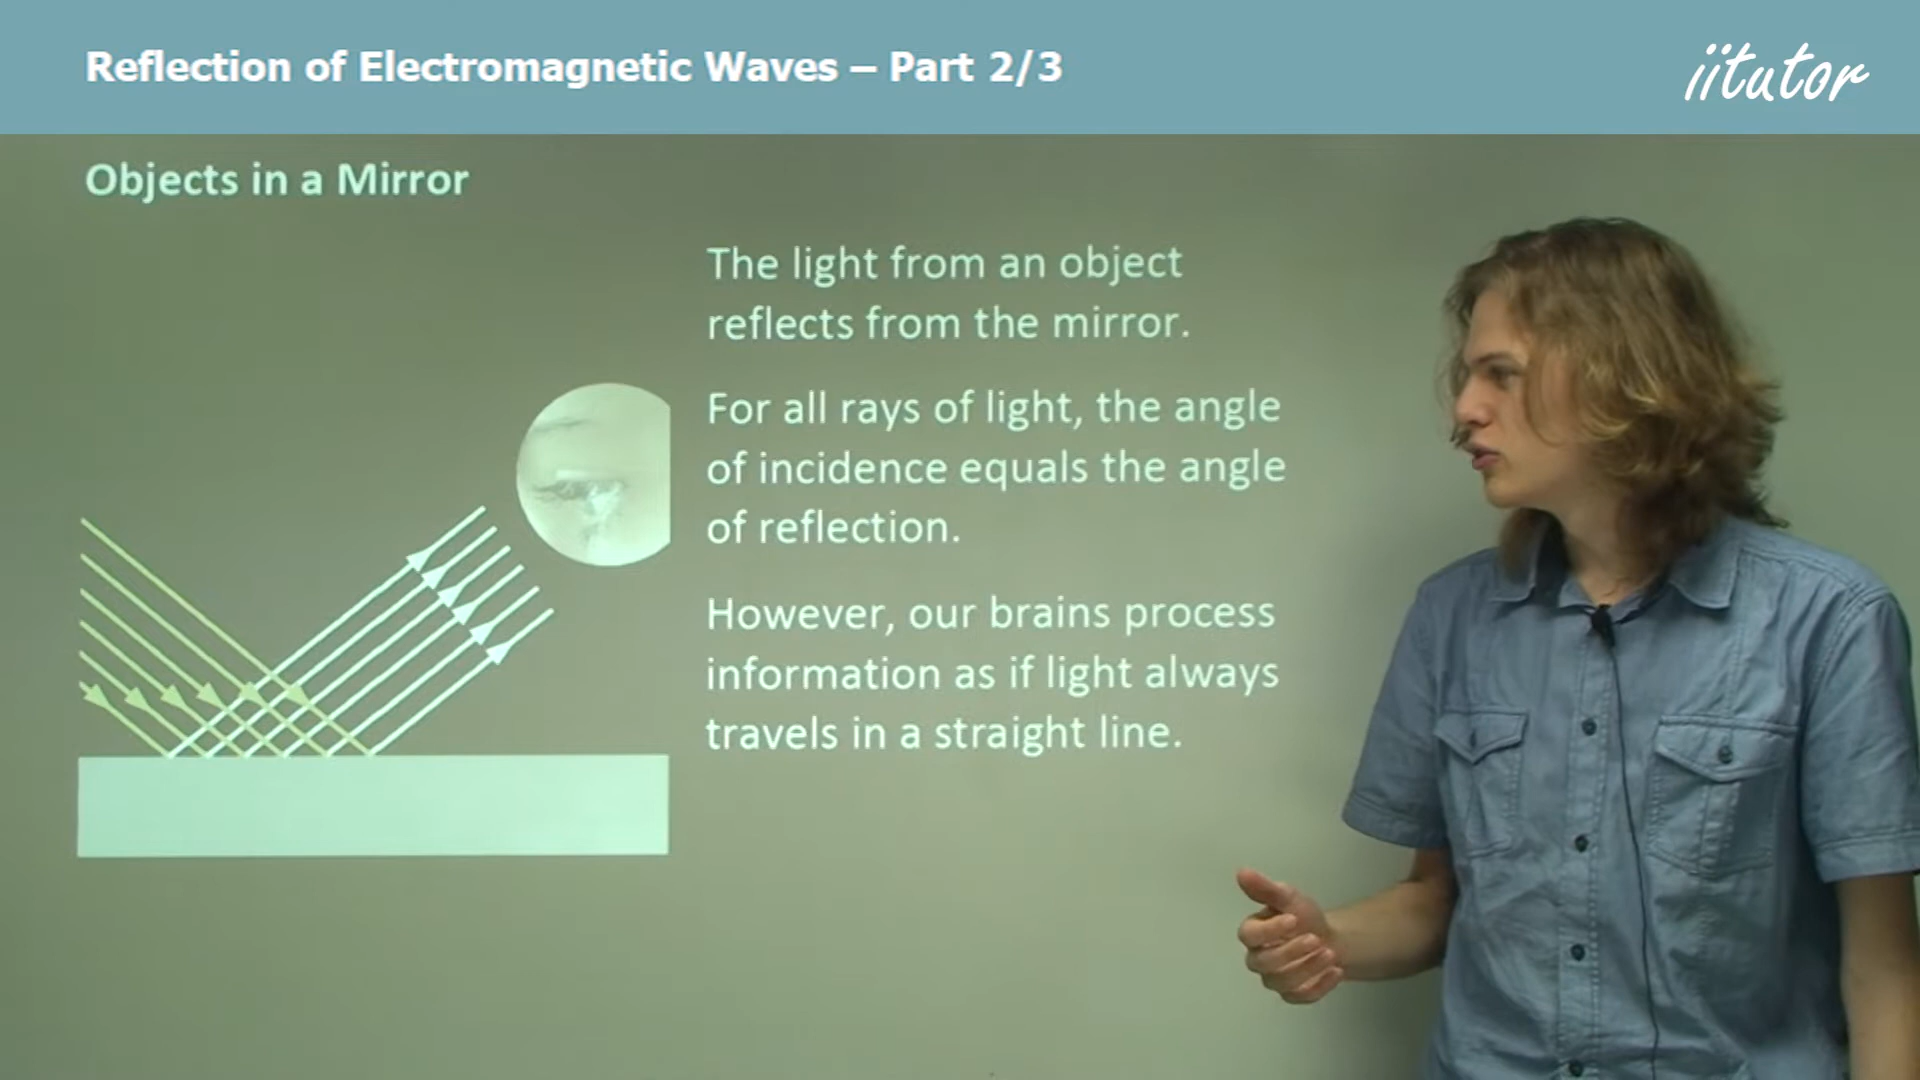 Reflection of Electromagnetic Waves – Part 2/3
iitutor
Objects in a Mirror
The light from an object
reflects from the mirror.
For all rays of light, the angle
of incidence equals the angle
of reflection.
However, our brains process
information as if light always
travels in a straight line.